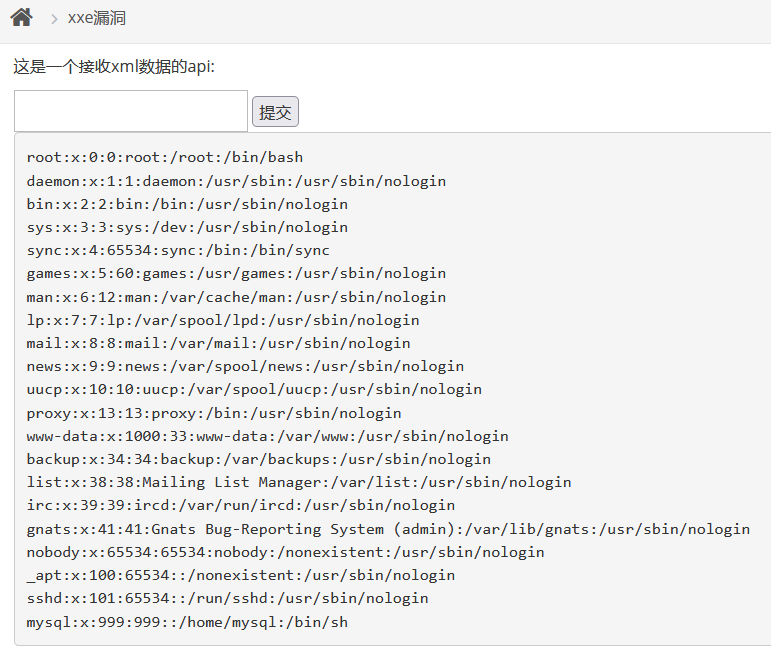 xxe漏洞
这是一个接收xml数据的api:
提交
root:x:0:0:root:/root:/bin/bash
daemon:x:1:1:daemon:/usr/sbin:/usr/sbin/nologin
bin:x:2:2:bin:/bin:/usr/sbin/nologin
sys:x:3:3:sys:/dev:/usr/sbin/nologin
sync:x:4:65534:sync:/bin:/bin/sync
games:x:5:60:games:/usr/games:/usr/sbin/nologin
man:x:6:12:man:/var/cache/man:/usr/sbin/nologin
lp:x:7:7:lp:/var/spool/lpd:/usr/sbin/nologin
mail:x:8:8:mail:/var/mail:/usr/sbin/nologin
news:x:9:9:news:/var/spool/news:/usr/sbin/nologin
uucp:x:10:10:uucp:/var/spool/uucp:/usr/sbin/nologin
proxy:x:13:13:proxy:/bin:/usr/sbin/nologin
www-data:x:1000:33:www-data:/var/www:/usr/sbin/nologin
backup:x:34:34:backup:/var/backups:/usr/sbin/nologin
list:x:38:38:Mailing List Manager:/var/list:/usr/sbin/nologin
irc:x:39:39:ircd:/var/run/ircd:/usr/sbin/nologin
gnats:x:41:41:Gnats Bug-Reporting System (admin):/var/lib/gnats:/usr/sbin/nologin
nobody:x:65534:65534:nobody:/nonexistent:/usr/sbin/nologin
_apt:x:100:65534::/nonexistent:/usr/sbin/nologin
sshd:x:101:65534::/run/sshd:/usr/sbin/nologin
mysql:x:999:999::/home/mysql:/bin/sh